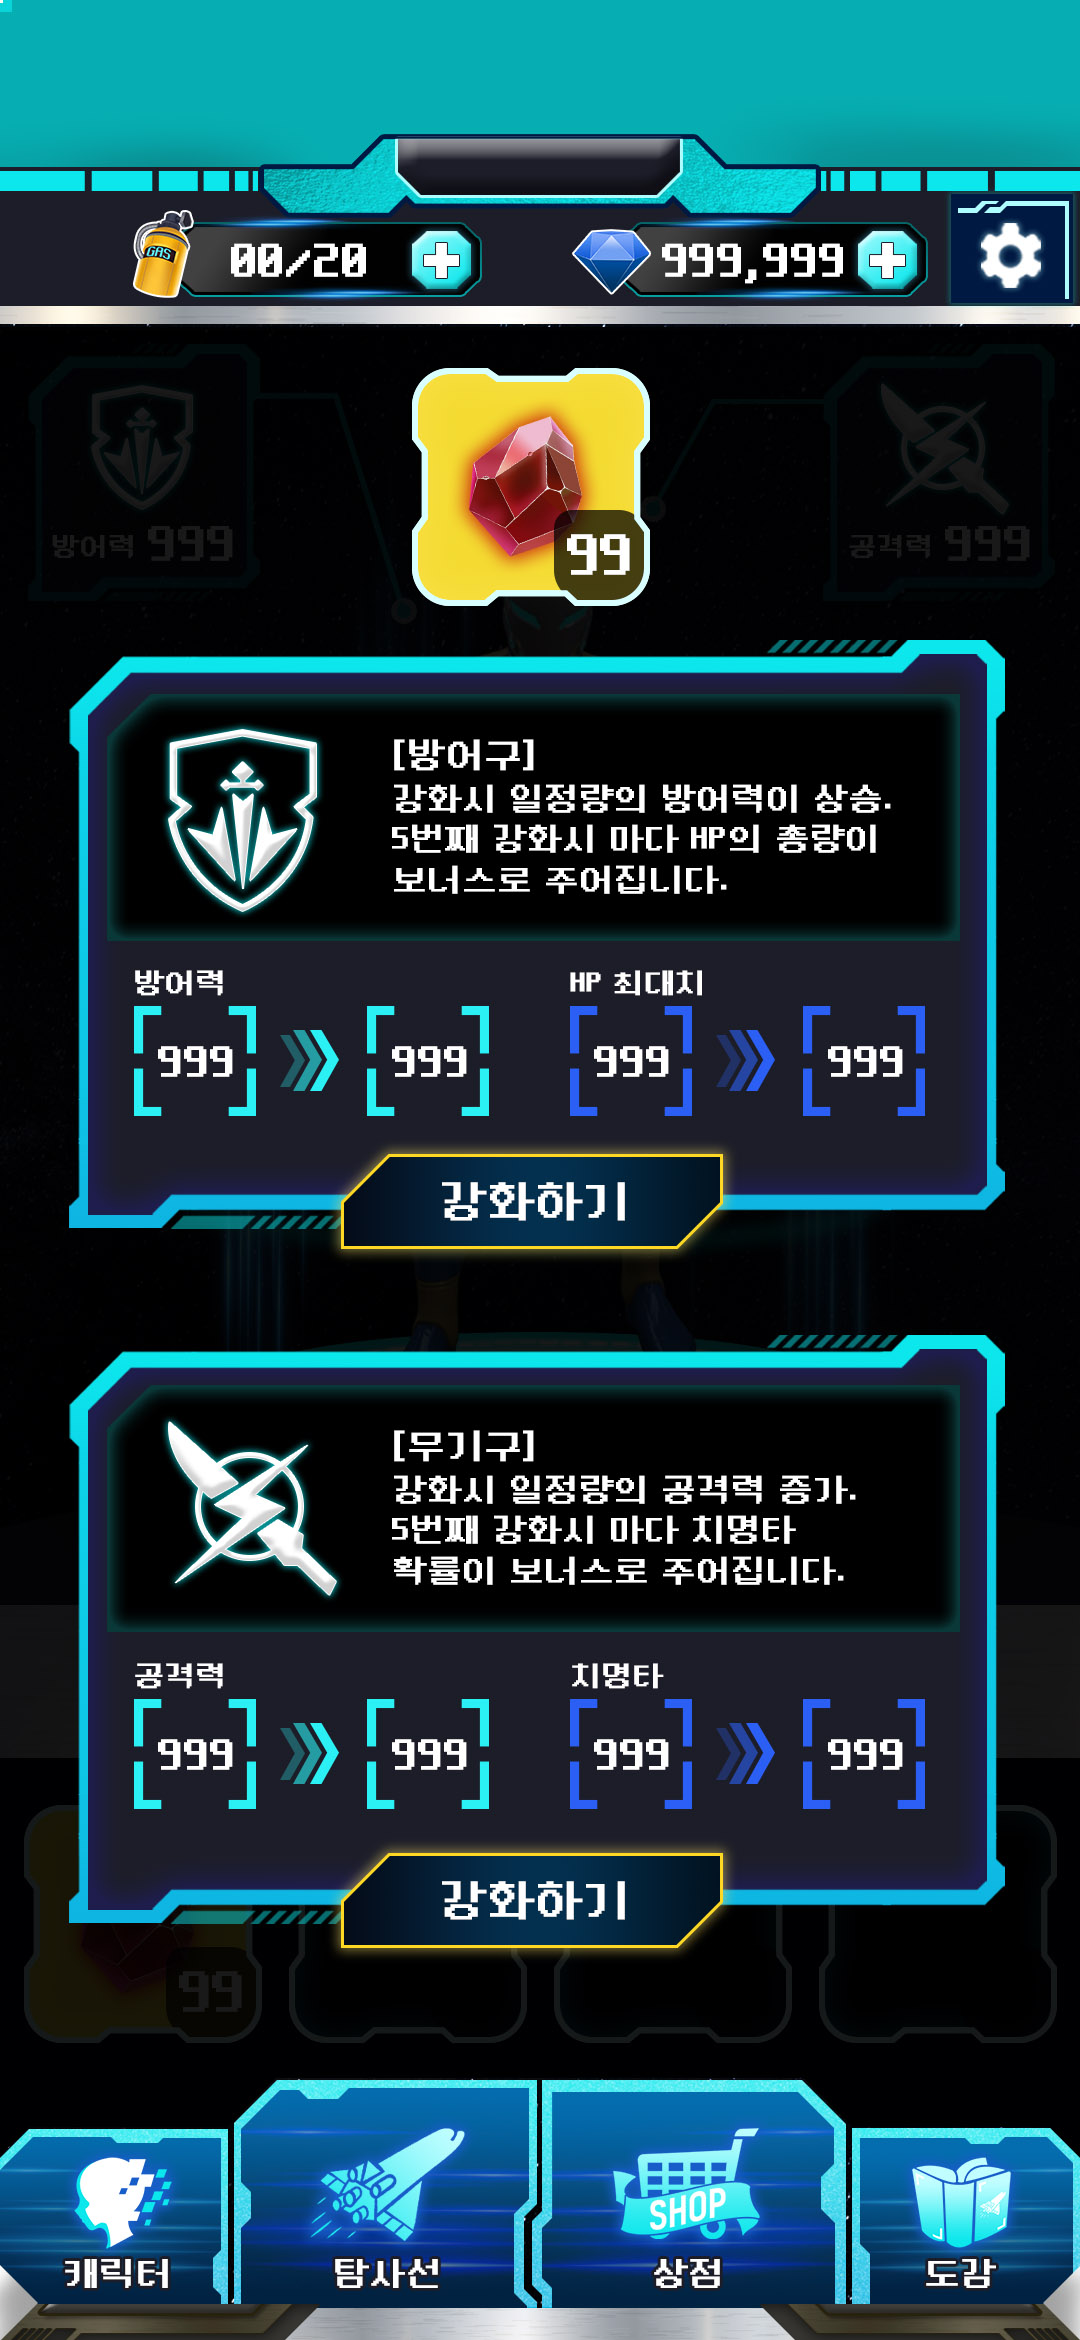 GAS
00/20
999,999
방어력 999
공격력 999
99
[방어구]
강화시 일정량의 방어력이 상승.
5번째 강화시 마다 HP의 총량이
보너스로 주어집니다.
방어력
HP 최대치
999
999
999
999
강화하기
[무기구]
강화시 일정량의 공격력 증가.
5번째 강화시 마다 치명타
확률이 보너스로 주어집니다.
공격력
치명타
999
999
999
999
강화하기
99
SHOP
캐릭터
탐사선
상점
도감